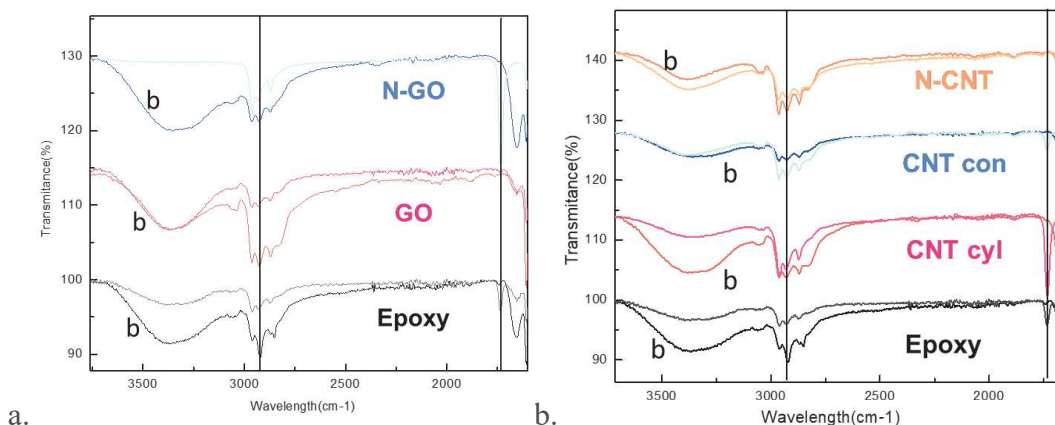 130
120
110
100
90
Transmitance(%)
b
N-GO
b
GO
b
Epoxy
3500
3000
2500
2000
Wavelength(cm-1)
a.
140
130
120
110
100
90
Transmitance(%)
b
N-CNT
b
CNT con
b
CNT cyl
b
Epoxy
3500
3000
2500
2000
Wavelength(cm-1)
b.